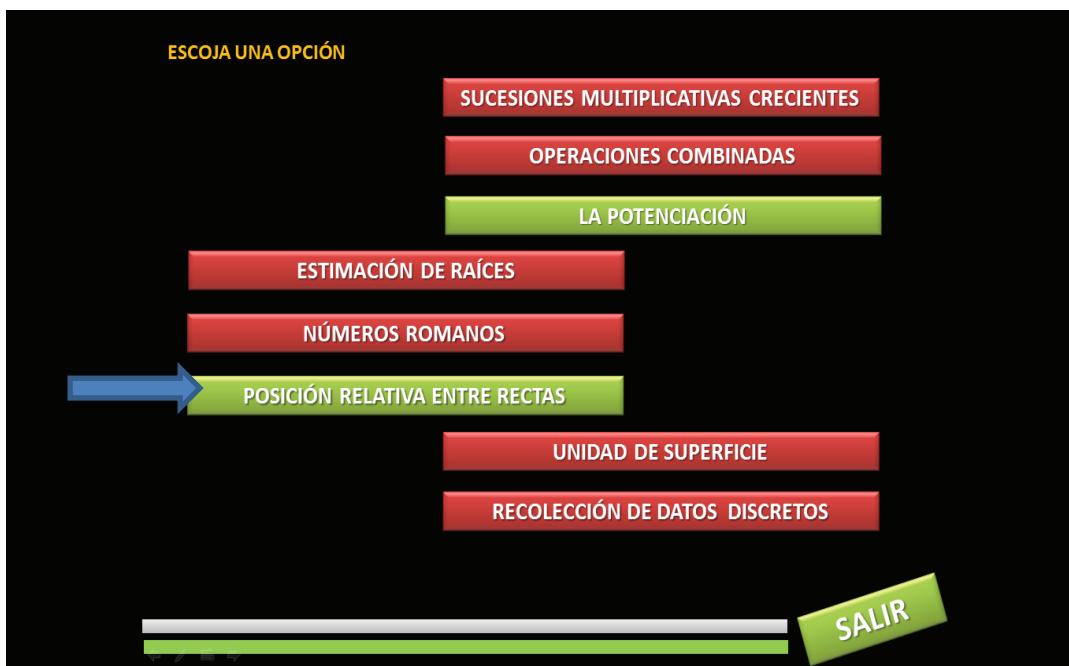 ESCOJA UNA OPCIÓN
SUCESIONES MULTIPLICATIVAS CRECIENTES
OPERACIONES COMBINADAS
LA POTENCIACIÓN
ESTIMACIÓN DE RAÍCES
NÚMEROS ROMANOS
POSICIÓN RELATIVA ENTRE RECTAS
UNIDAD DE SUPERFICIE
RECOLECCIÓN DE DATOS DISCRETOS
SALIR